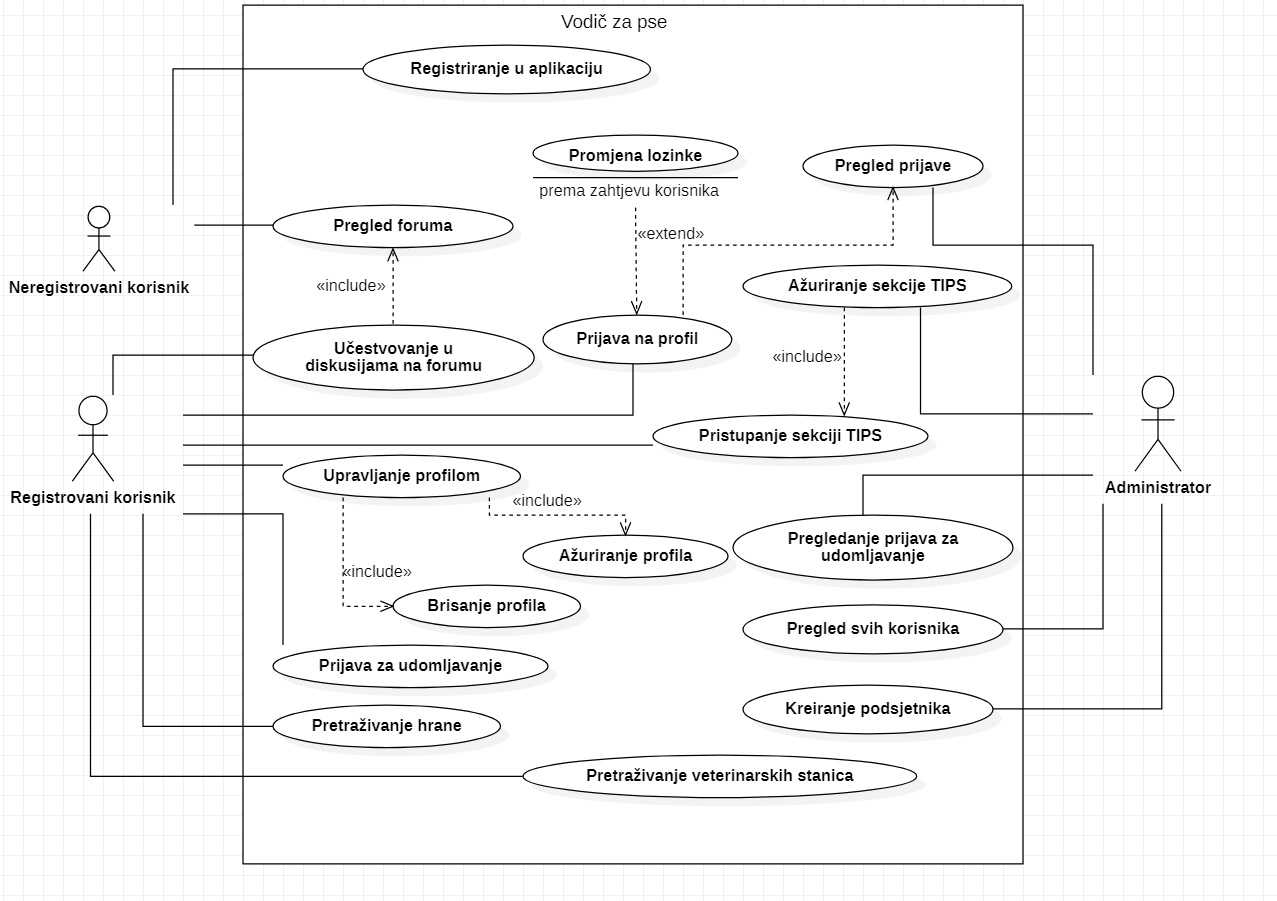 Vodič za pse
Registriranje u aplikaciju
Promjena lozinke
prema zahtjevu korisnika
Pregled prijave
Pregled foruma
«extend»
Neregistrovani korisnik
«include»
Ažuriranje sekcije TIPS
Učestvovanje u
diskusijama na forumu
Prijava na profil
«include»
Pristupanje sekciji TIPS
Registrovani korisnik
Upravljanje profilom
«include»
Administrator
Ažuriranje profila
Pregledanje prijava za
udomljavanje
«include»
Brisanje profila
Pregled svih korisnika
Prijava za udomljavanje
Kreiranje podsjetnika
Pretraživanje hrane
Pretraživanje veterinarskih stanica